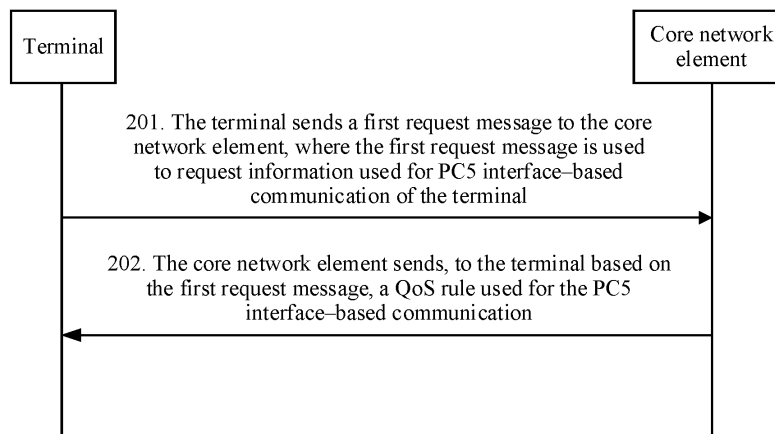 Terminal
Core network
element
201. The terminal sends a first request message to the core
network element, where the first request message is used
to request information used for PC5 interface–based
communication of the terminal
202. The core network element sends, to the terminal based on
the first request message, a QoS rule used for the PC5
interface–based communication